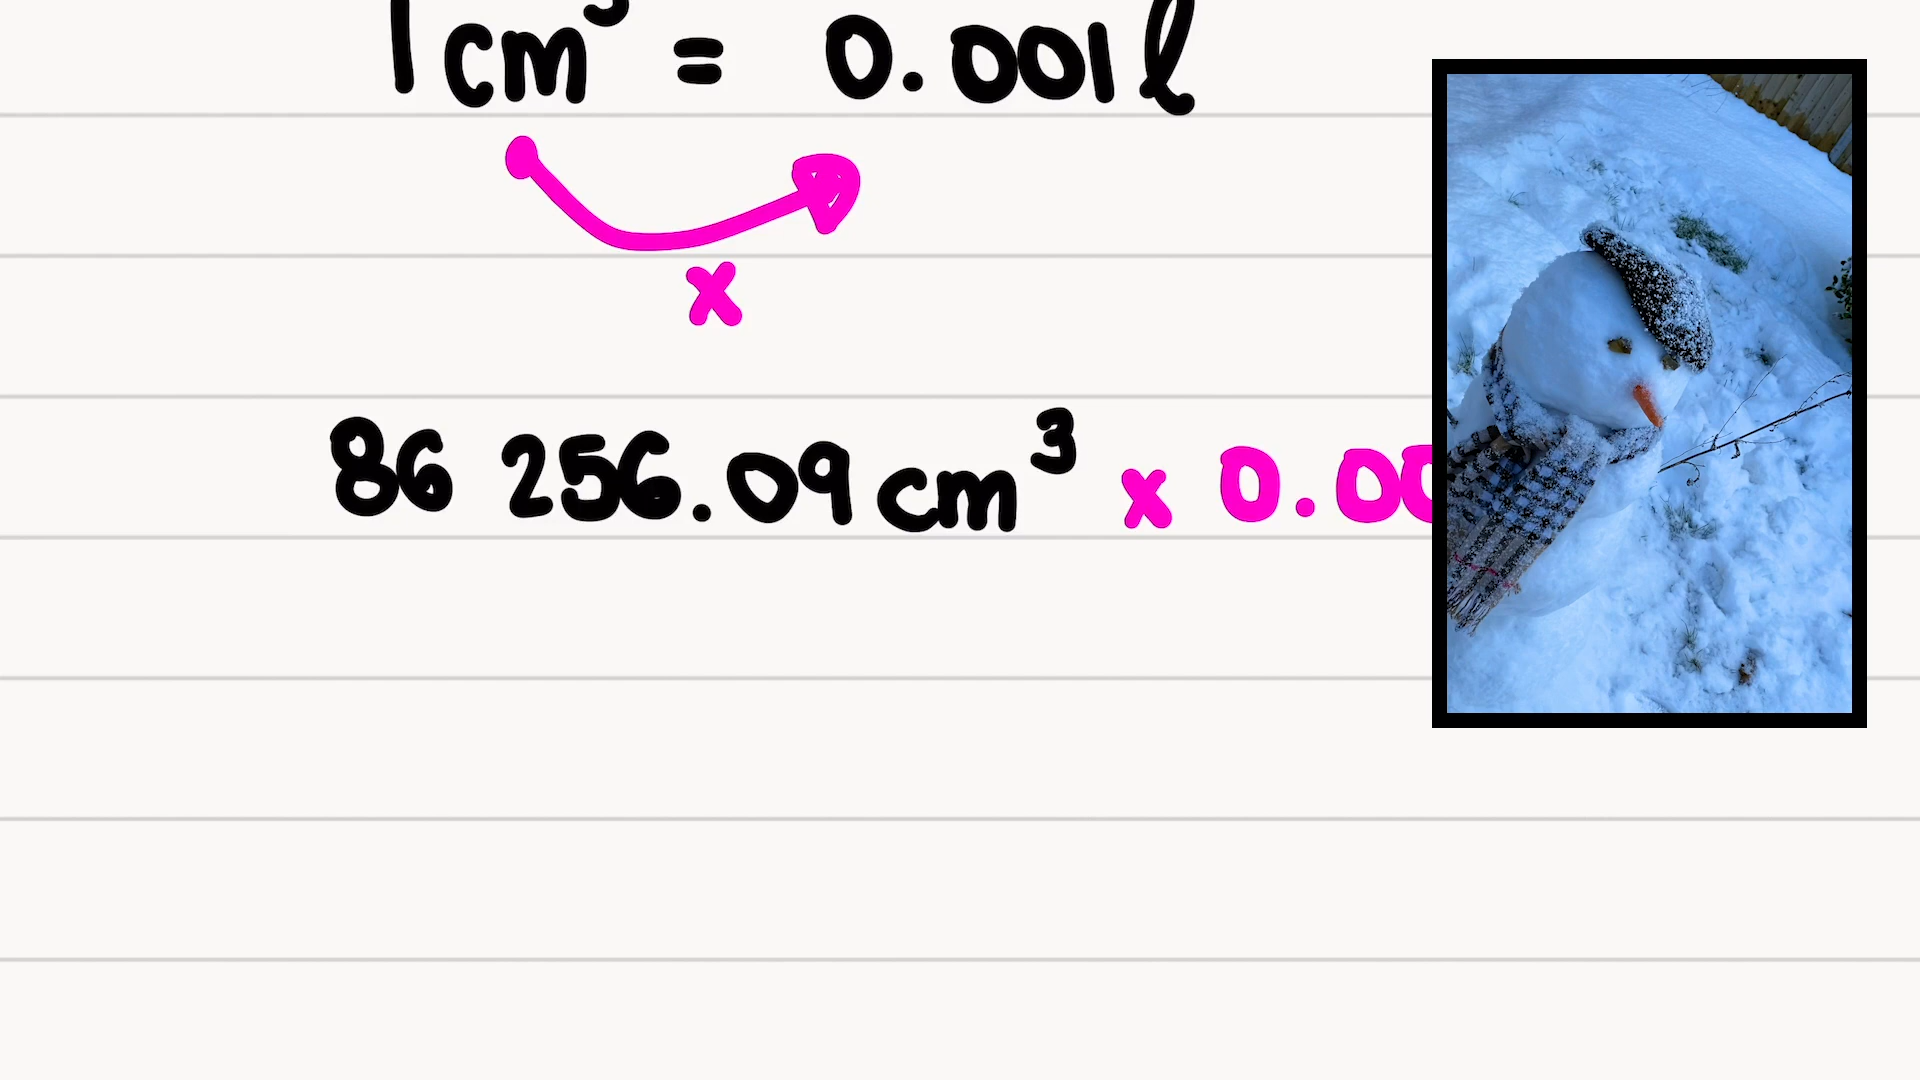 1 cm³ = 0.001 l
x
86 256.09 cm³ x 0.00